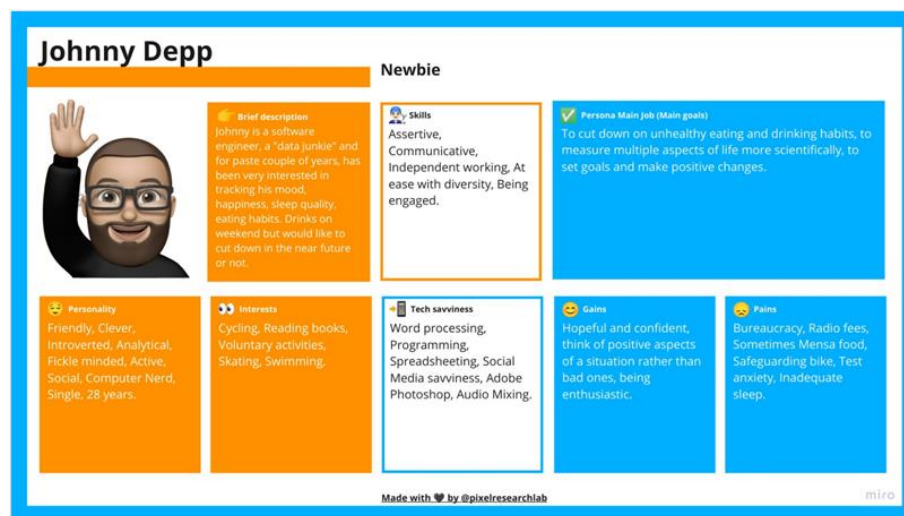 Johnny Depp
Newbie
Brief description
Johnny is a software
engineer, a "data junkie" and
for paste couple of years, has
been very interested in
tracking his mood,
happiness, sleep quality,
eating habits. Drinks on
weekend but would like to
cut down in the near future
or not.
Skills
Assertive,
Communicative,
Independent working, At
ease with diversity, Being
engaged.
Persona Main Job (Main goals)
To cut down on unhealthy eating and drinking habits, to
measure multiple aspects of life more scientifically, to
set goals and make positive changes.
Personality
Friendly, Clever,
Introverted, Analytical,
Fickle minded, Active,
Social, Computer Nerd,
Single, 28 years.
Interests
Cycling, Reading books,
Voluntary activities,
Skating, Swimming.
Tech savviness
Word processing,
Programming,
Spreadsheeting, Social
Media savviness, Adobe
Photoshop, Audio Mixing.
Gains
Hopeful and confident,
think of positive aspects
of a situation rather than
bad ones, being
enthusiastic.
Pains
Bureaucracy, Radio fees,
Sometimes Mensa food,
Safeguarding bike, Test
anxiety, Inadequate
sleep.
Made with 🖤 by @pixelresearchlab
miro